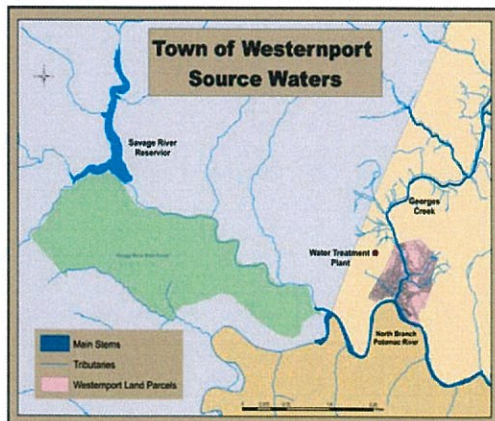 Town of Westernport
Source Waters
Savage River
Reservior
Georges
Creek
Water Treatment
Plant
North Branch
Potomac River
Main Stems
Tributaries
Westernport Land Parcels